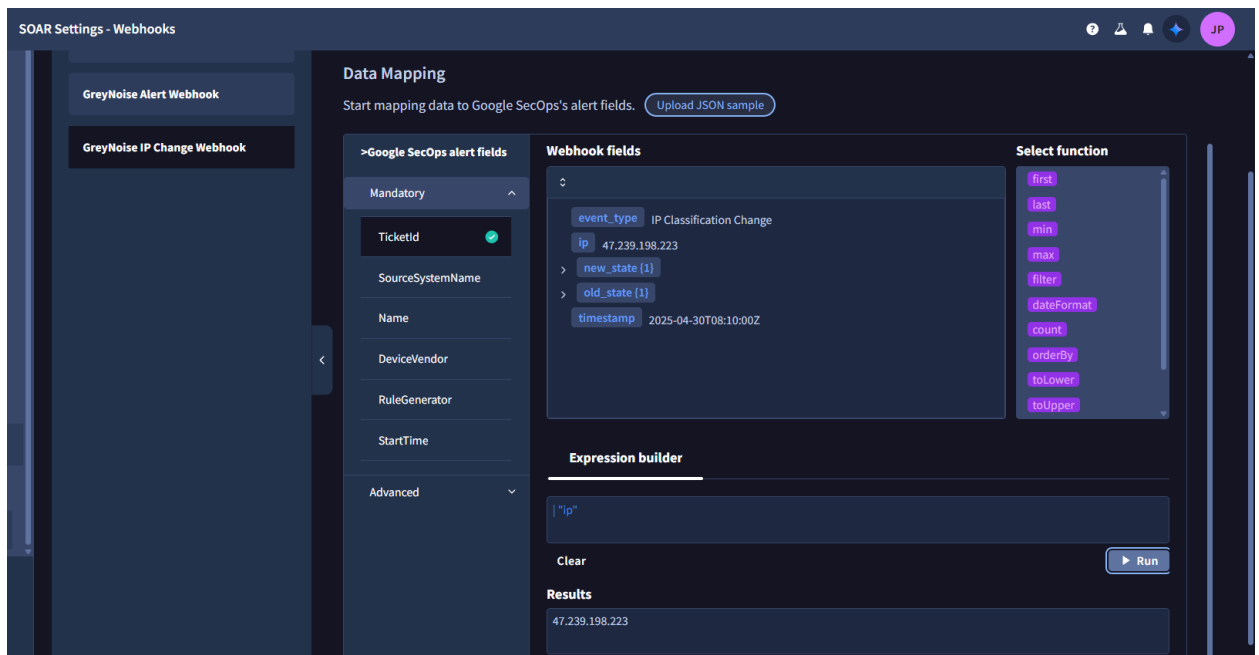 SOAR Settings - Webhooks
JP
GreyNoise Alert Webhook
GreyNoise IP Change Webhook
Data Mapping
Start mapping data to Google SecOps's alert fields. Upload JSON sample
>Google SecOps alert fields
Mandatory
TicketId
SourceSystemName
Name
DeviceVendor
RuleGenerator
StartTime
Advanced
Webhook fields
event_type IP Classification Change
ip 47.239.198.223
new_state {1}
old_state {1}
timestamp 2025-04-30T08:10:00Z
Select function
first
last
min
max
filter
dateFormat
count
orderBy
toLower
toUpper
Expression builder
| "ip"
Clear
Run
Results
47.239.198.223